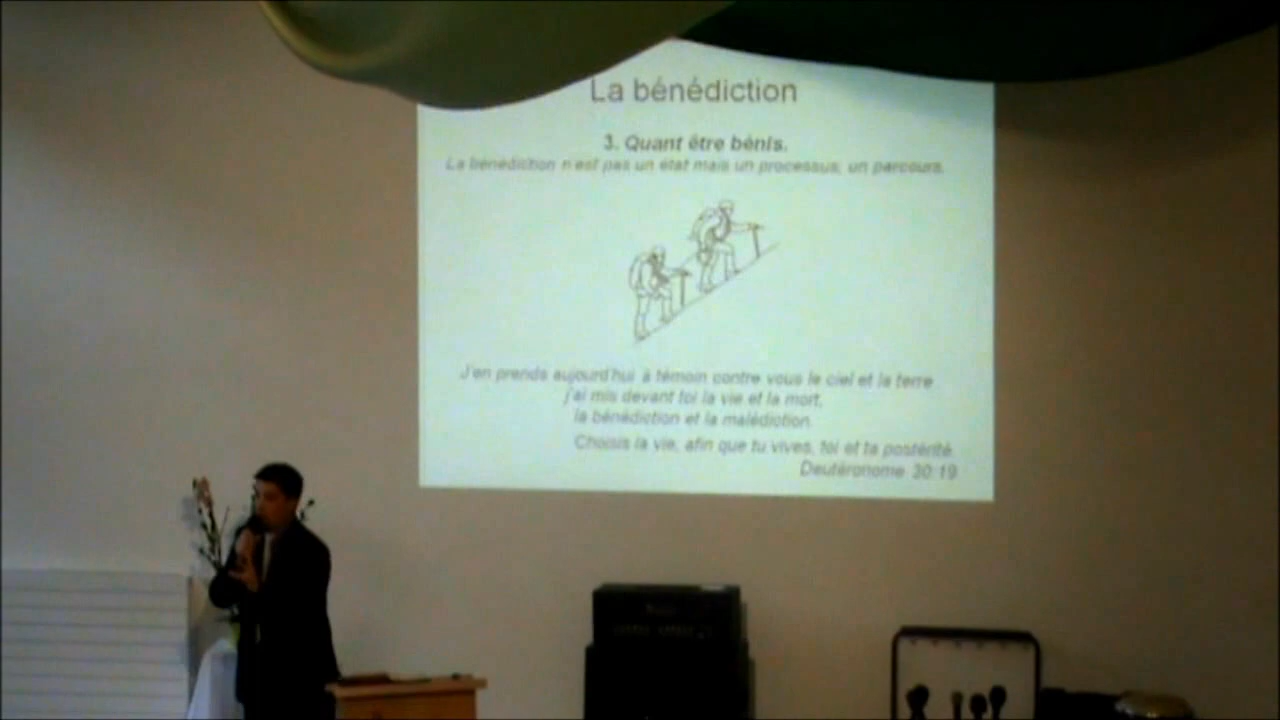 La bénédiction
3. Quant être bénis.
La bénédiction n'est pas un état mais un processus, un parcours.
J'en prends aujourd'hui à témoin contre vous le ciel et la terre
j'ai mis devant toi la vie et la mort,
la bénédiction et la malédiction.
Choisis la vie, afin que tu vives, toi et ta postérité.
Deutéronome 30:19